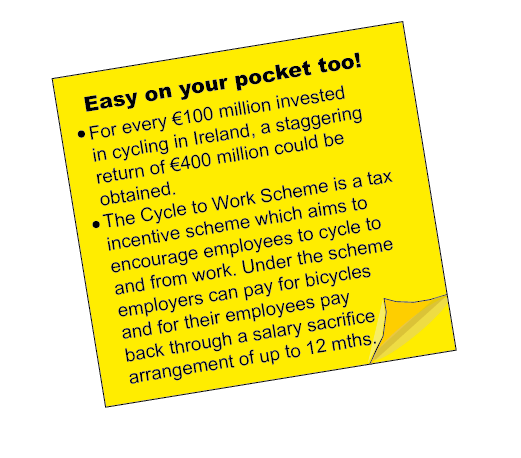 Easy on your pocket too!
• For every €100 million invested
in cycling in Ireland, a staggering
return of €400 million could be
obtained.
• The Cycle to Work Scheme is a tax
incentive scheme which aims to
encourage employees to cycle to
and from work. Under the scheme
employers can pay for bicycles
and for their employees pay
back through a salary sacrifice
arrangement of up to 12 mths.